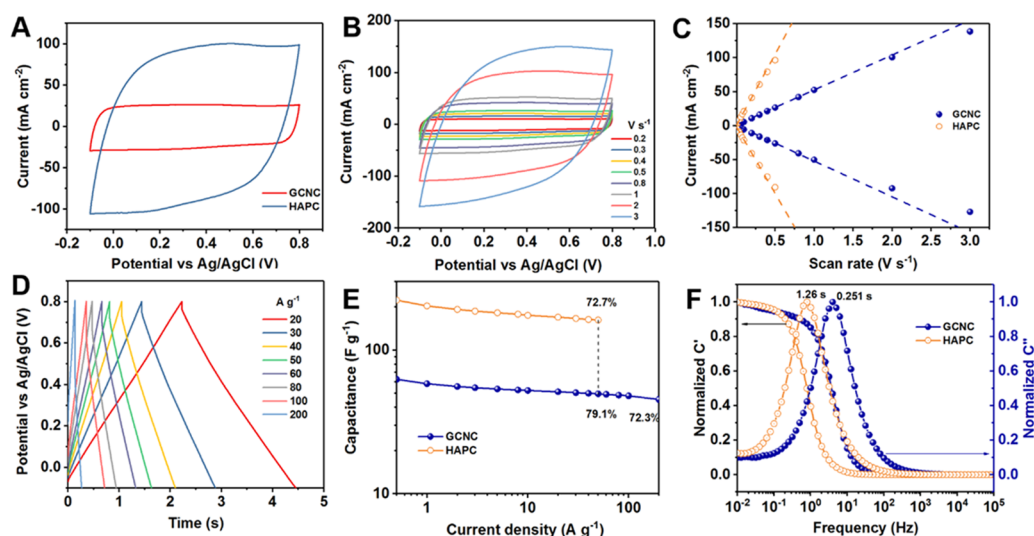 A
Current (mA cm⁻²)
100
50
0
-50
-100
GCNC
HAPC
-0.2 0.0 0.2 0.4 0.6 0.8
Potential vs Ag/AgCl (V)
B
Current (mA cm⁻²)
200
100
0
-100
-200
V s⁻¹
0.2
0.3
0.4
0.5
0.8
1
2
3
-0.2 0.0 0.2 0.4 0.6 0.8 1.0
Potential vs Ag/AgCl (V)
C
Current (mA cm⁻²)
150
100
50
0
-50
-100
-150
GCNC
HAPC
0.5 1.0 1.5 2.0 2.5 3.0
Scan rate (V s⁻¹)
D
Potential vs Ag/AgCl (V)
0.8
0.6
0.4
0.2
0.0
A g⁻¹
20
30
40
50
60
80
100
200
0 1 2 3 4 5
Time (s)
E
Capacitance (F g⁻¹)
100
10
72.7%
79.1%
72.3%
GCNC
HAPC
1 10 100
Current density (A g⁻¹)
F
Normalized C'
1.0
0.8
0.6
0.4
0.2
0.0
1.26 s
0.251 s
GCNC
HAPC
1.0
0.8
0.6
0.4
0.2
0.0
Normalized C''
10⁻² 10⁻¹ 10⁰ 10¹ 10² 10³ 10⁴ 10⁵
Frequency (Hz)